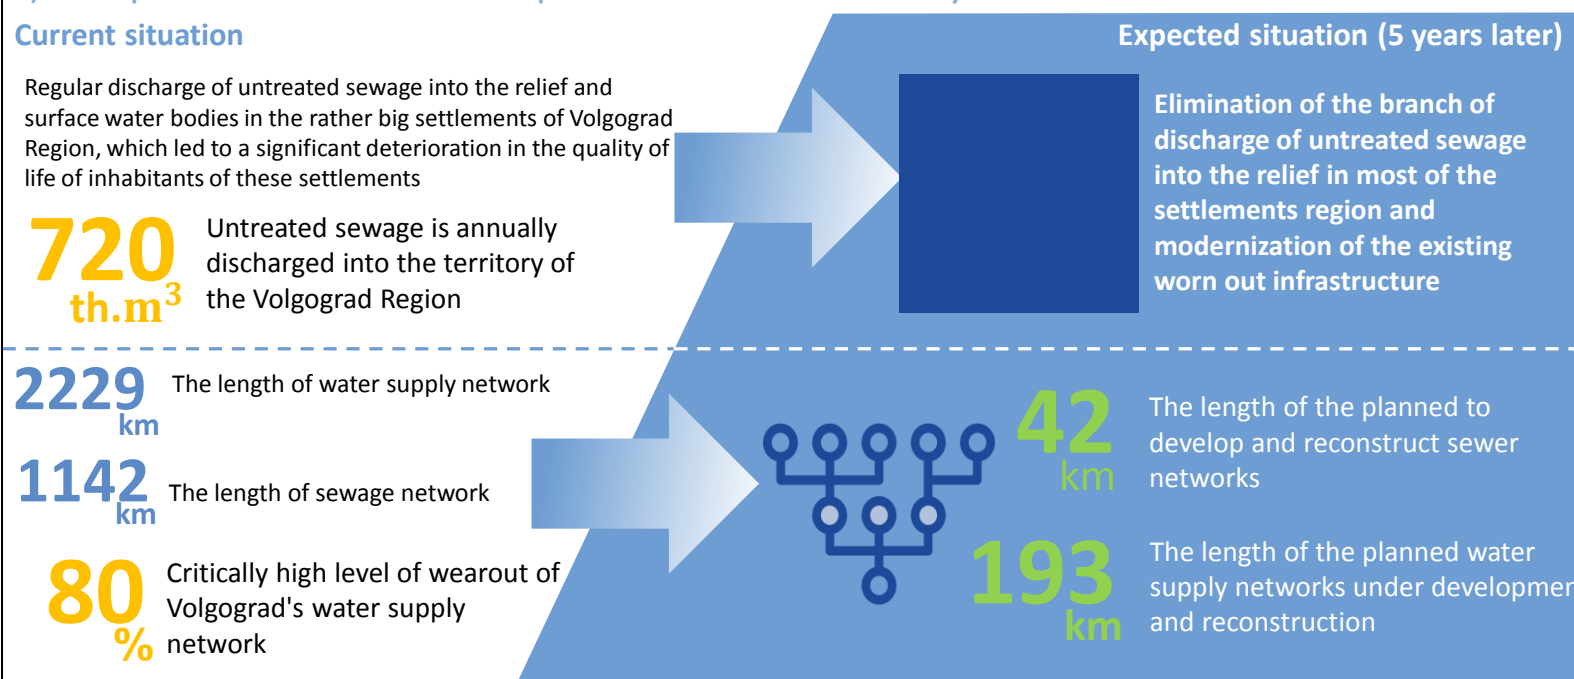 Current situation
Expected situation (5 years later)
Regular discharge of untreated sewage into the relief and
surface water bodies in the rather big settlements of Volgograd
Region, which led to a significant deterioration in the quality of
life of inhabitants of these settlements
720
th.m³
Untreated sewage is annually
discharged into the territory of
the Volgograd Region
Elimination of the branch of
discharge of untreated sewage
into the relief in most of the
settlements region and
modernization of the existing
worn out infrastructure
2229
km
The length of water supply network
1142
km
The length of sewage network
80
%
Critically high level of wearout of
Volgograd's water supply
network
42
km
The length of the planned to
develop and reconstruct sewer
networks
193
km
The length of the planned water
supply networks under developmen
and reconstruction